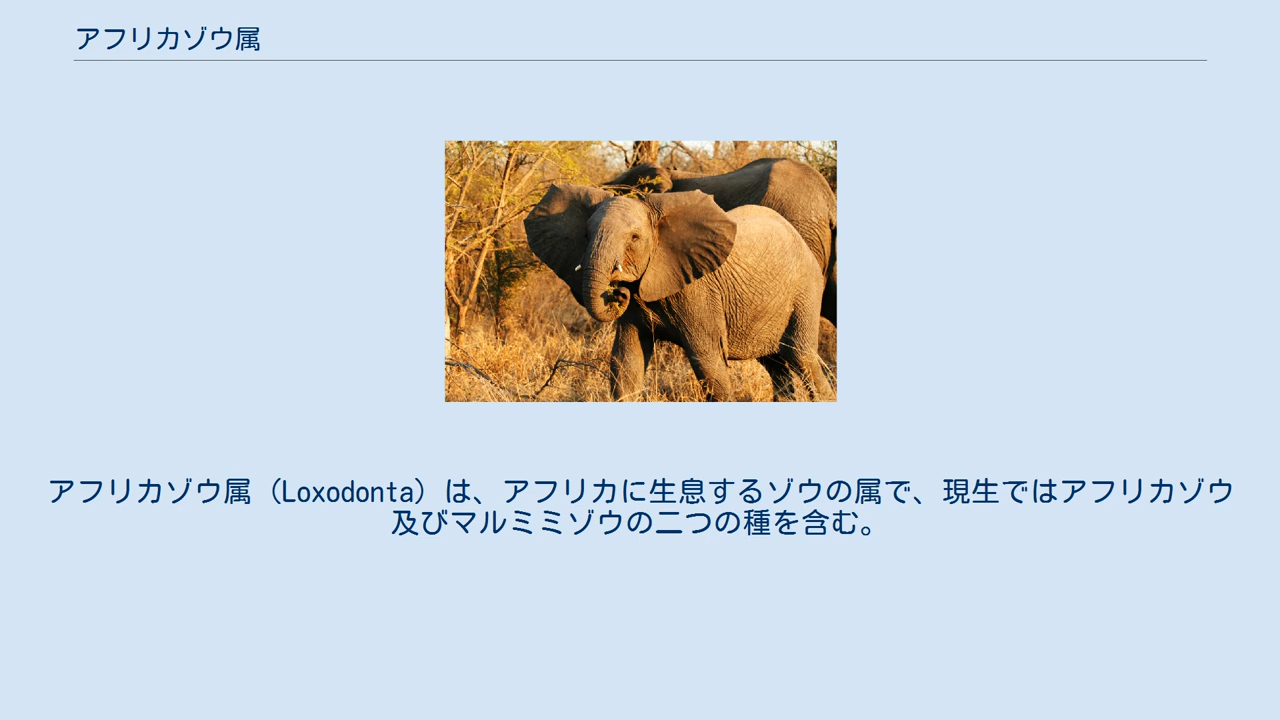 アフリカゾウ属
アフリカゾウ属（Loxodonta）は、アフリカに生息するゾウの属で、現生ではアフリカゾウ
及びマルミミゾウの二つの種を含む。